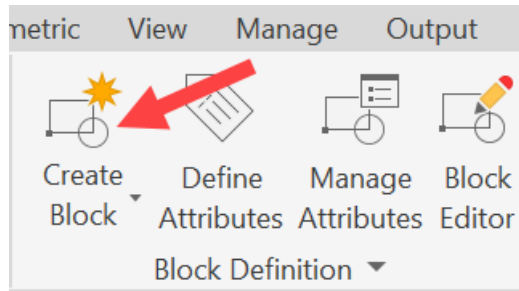 metric View Manage Output
Create Block
Define Attributes
Manage Attributes
Block Editor
Block Definition